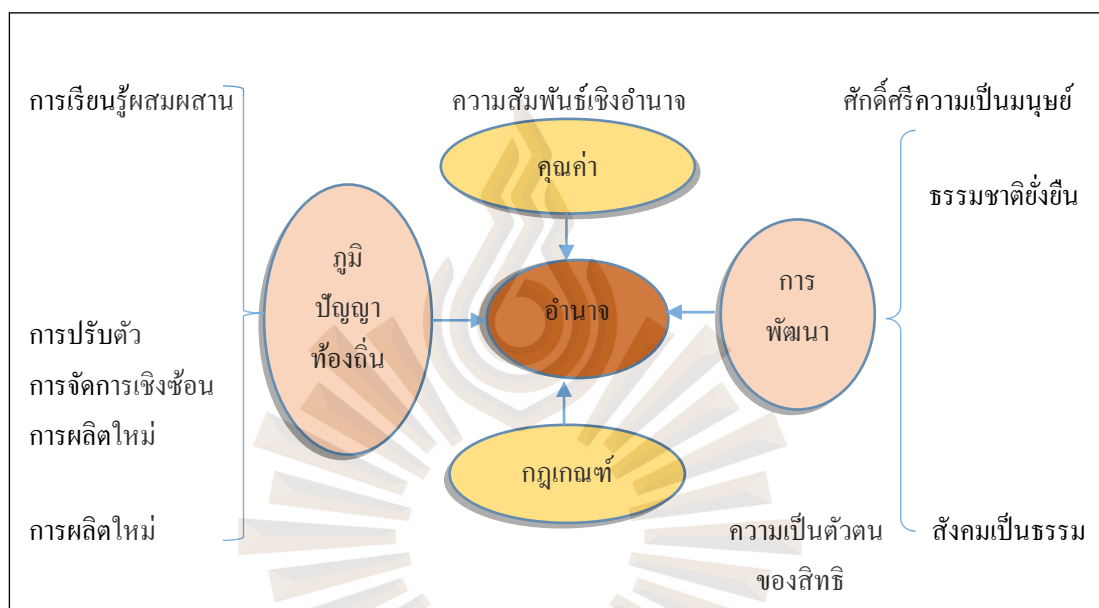 การเรียนรู้ผสมผสาน
ความสัมพันธ์เชิงอำนาจ
ศักดิ์ศรีความเป็นมนุษย์
คุณค่า
ธรรมชาติยั่งยืน
ภูมิ
ปัญญา
ท้องถิ่น
อำนาจ
การ
พัฒนา
การปรับตัว
การจัดการเชิงซ้อน
การผลิตใหม่
กฎเกณฑ์
การผลิตใหม่
ความเป็นตัวตน
ของสิทธิ
สังคมเป็นธรรม